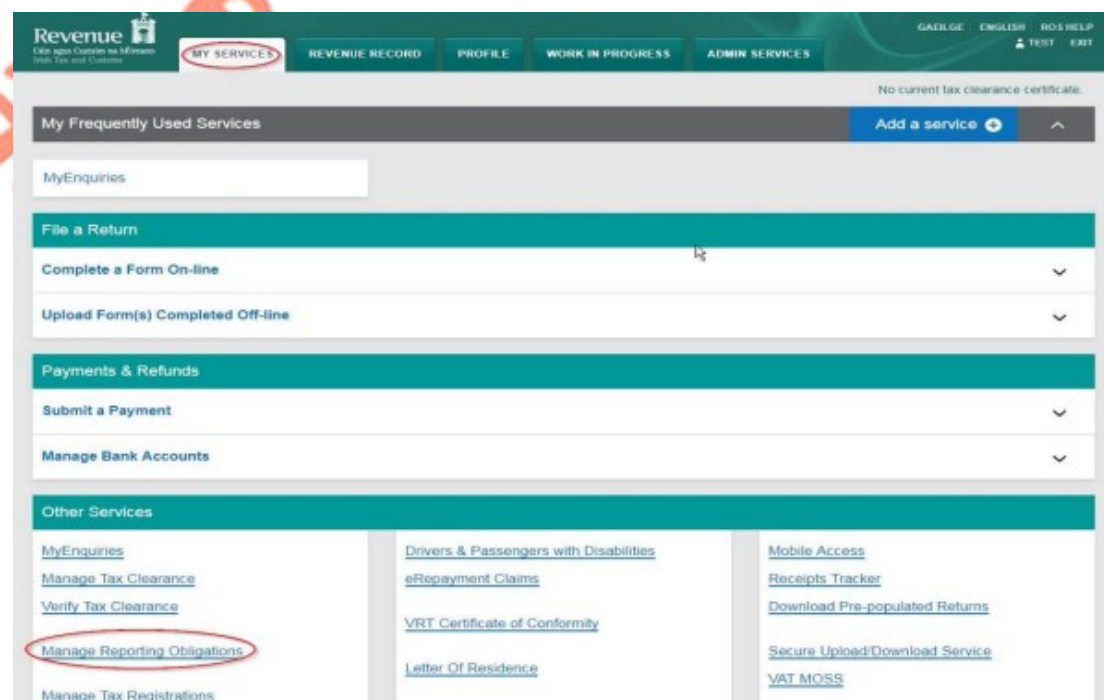 Revenue
Cáin agus Custaim na hÉireann
Irish Tax and Customs
MY SERVICES
REVENUE RECORD
PROFILE
WORK IN PROGRESS
ADMIN SERVICES
GAEILGE ENGLISH ROS HELP
TEST EXIT
No current tax clearance certificate.
My Frequently Used Services
Add a service
MyEnquiries
File a Return
Complete a Form On-line
Upload Form(s) Completed Off-line
Payments & Refunds
Submit a Payment
Manage Bank Accounts
Other Services
MyEnquiries
Manage Tax Clearance
Verify Tax Clearance
Manage Reporting Obligations
Manage Tax Registrations
Drivers & Passengers with Disabilities
eRepayment Claims
VRT Certificate of Conformity
Letter Of Residence
Mobile Access
Receipts Tracker
Download Pre-populated Returns
Secure Upload/Download Service
VAT MOSS